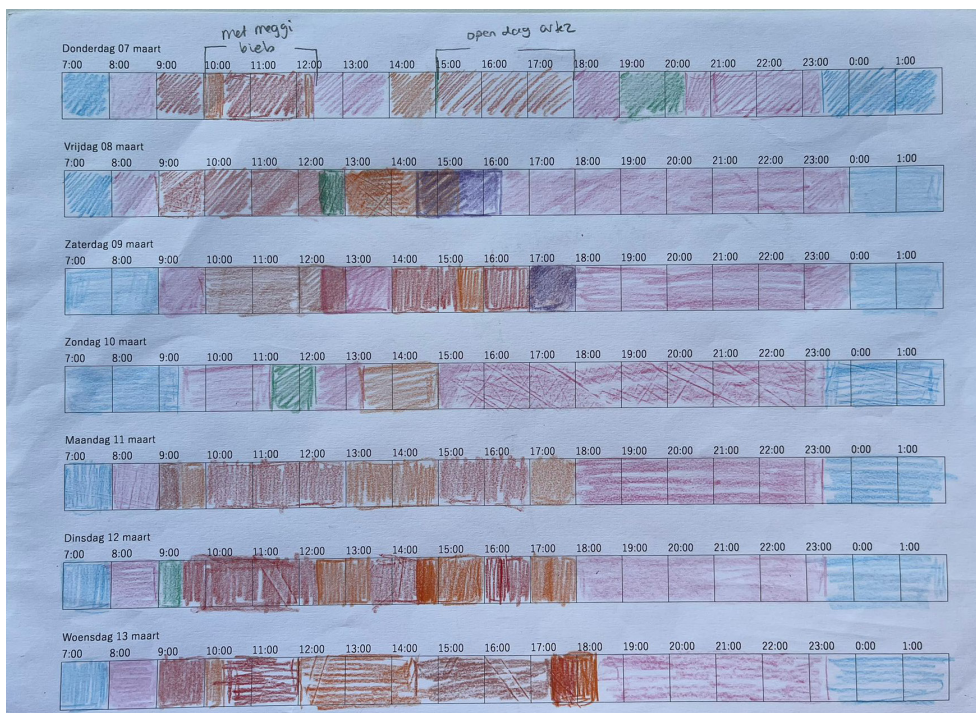 met meggi
bieb
open dag arkz
Donderdag 07 maart
7:00 8:00 9:00 10:00 11:00 12:00 13:00 14:00 15:00 16:00 17:00 18:00 19:00 20:00 21:00 22:00 23:00 0:00 1:00
Vrijdag 08 maart
7:00 8:00 9:00 10:00 11:00 12:00 13:00 14:00 15:00 16:00 17:00 18:00 19:00 20:00 21:00 22:00 23:00 0:00 1:00
Zaterdag 09 maart
7:00 8:00 9:00 10:00 11:00 12:00 13:00 14:00 15:00 16:00 17:00 18:00 19:00 20:00 21:00 22:00 23:00 0:00 1:00
Zondag 10 maart
7:00 8:00 9:00 10:00 11:00 12:00 13:00 14:00 15:00 16:00 17:00 18:00 19:00 20:00 21:00 22:00 23:00 0:00 1:00
Maandag 11 maart
7:00 8:00 9:00 10:00 11:00 12:00 13:00 14:00 15:00 16:00 17:00 18:00 19:00 20:00 21:00 22:00 23:00 0:00 1:00
Dinsdag 12 maart
7:00 8:00 9:00 10:00 11:00 12:00 13:00 14:00 15:00 16:00 17:00 18:00 19:00 20:00 21:00 22:00 23:00 0:00 1:00
Woensdag 13 maart
7:00 8:00 9:00 10:00 11:00 12:00 13:00 14:00 15:00 16:00 17:00 18:00 19:00 20:00 21:00 22:00 23:00 0:00 1:00